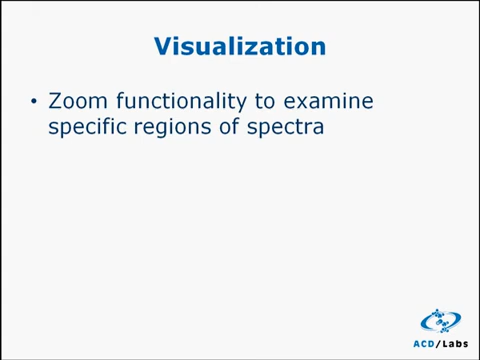 Visualization
• Zoom functionality to examine
specific regions of spectra
ACD/Labs